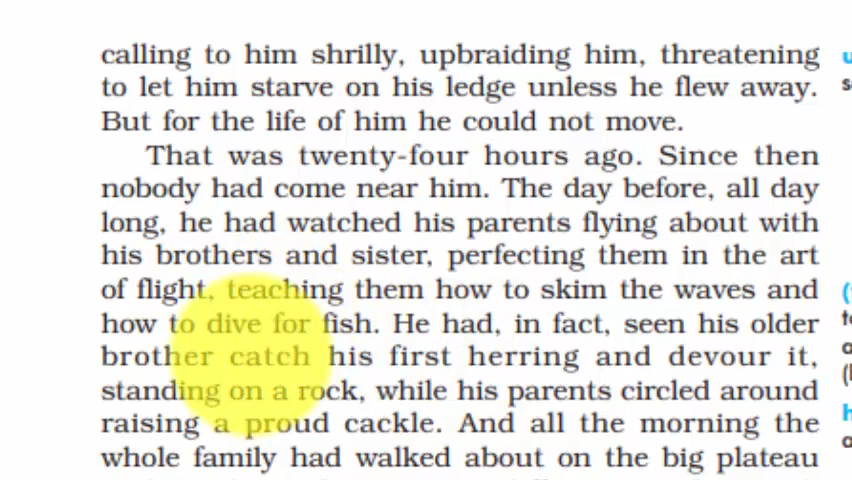 calling to him shrilly, upbraiding him, threatening
to let him starve on his ledge unless he flew away.
But for the life of him he could not move.
That was twenty-four hours ago. Since then
nobody had come near him. The day before, all day
long, he had watched his parents flying about with
his brothers and sister, perfecting them in the art
of flight, teaching them how to skim the waves and
how to dive for fish. He had, in fact, seen his older
brother catch his first herring and devour it,
standing on a rock, while his parents circled around
raising a proud cackle. And all the morning the
whole family had walked about on the big plateau